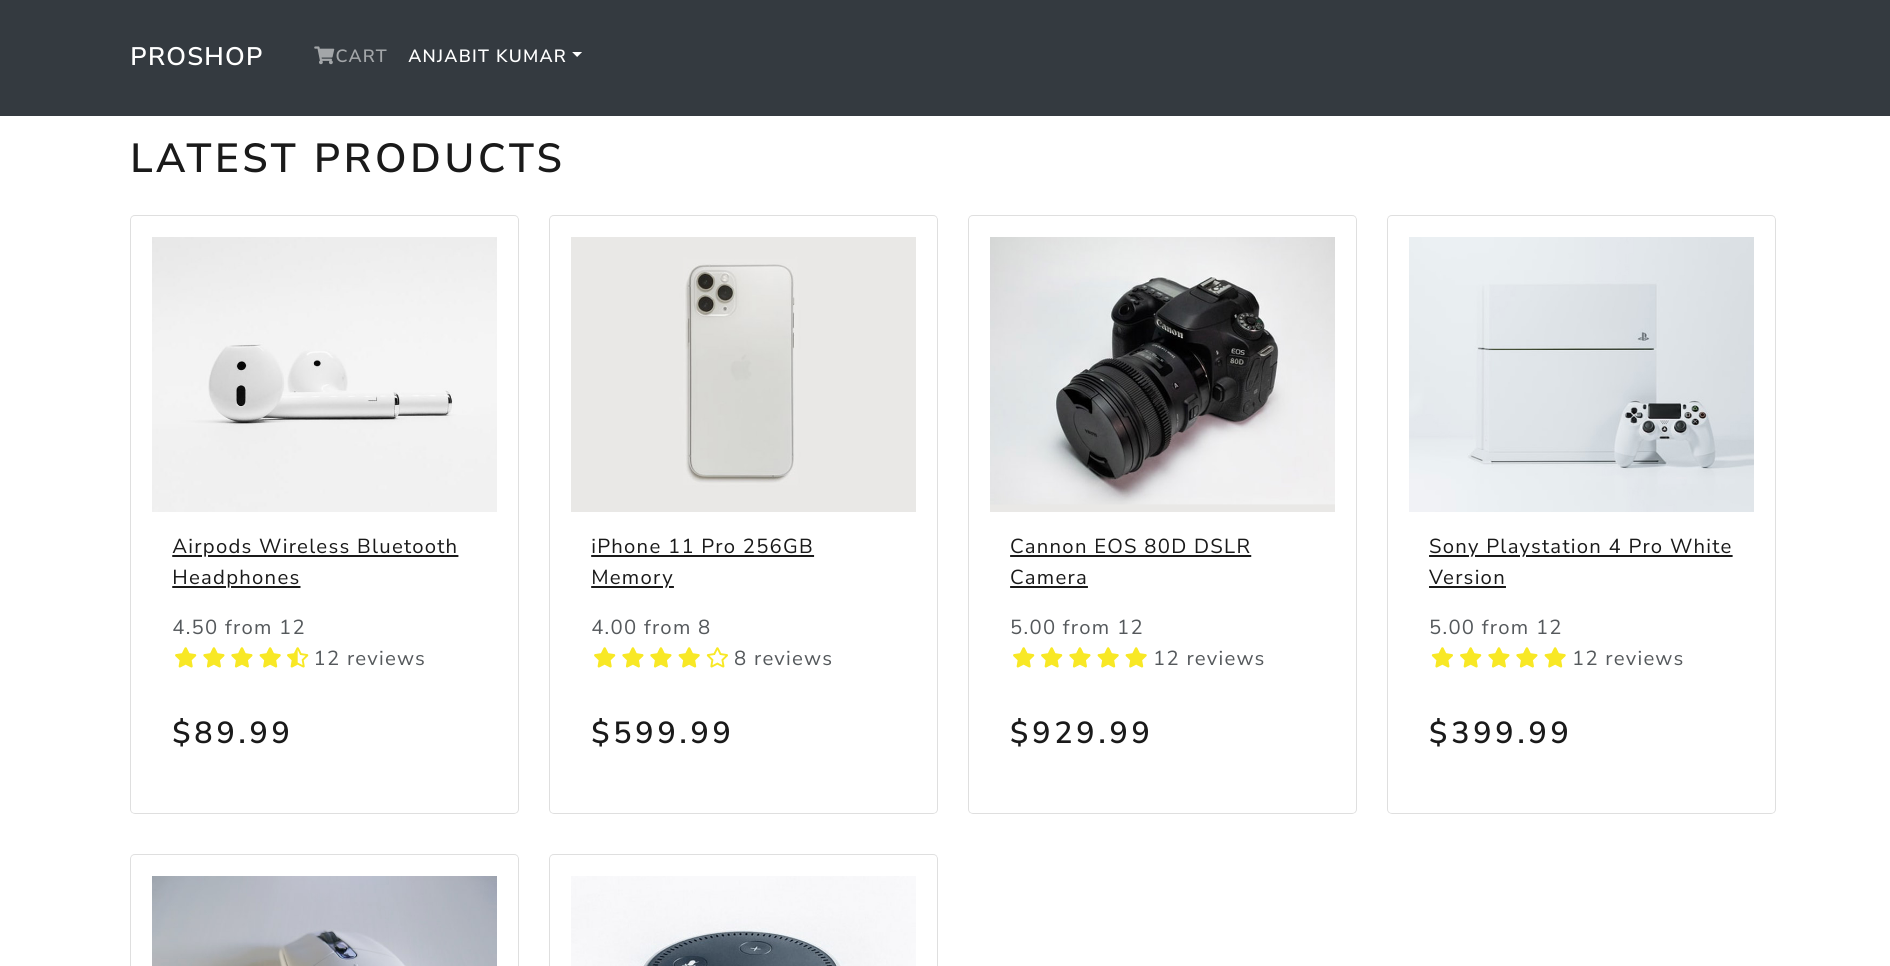 PROSHOP
CART
ANJABIT KUMAR
LATEST PRODUCTS
Canon
EOS
80D
Airpods Wireless Bluetooth
Headphones
4.50 from 12
12 reviews
$89.99
iPhone 11 Pro 256GB
Memory
4.00 from 8
8 reviews
$599.99
Cannon EOS 80D DSLR
Camera
5.00 from 12
12 reviews
$929.99
Sony Playstation 4 Pro White
Version
5.00 from 12
12 reviews
$399.99